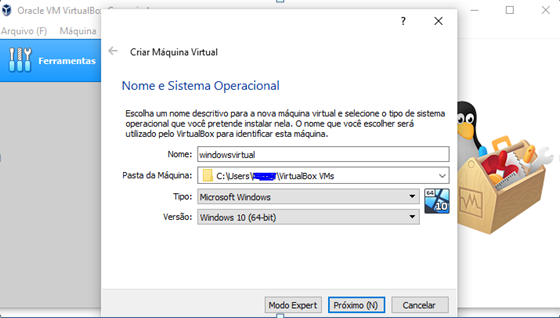 Oracle VM VirtualBox
Arquivo (F) Máquina
Ferramentas
? ×
Criar Máquina Virtual
Nome e Sistema Operacional
Escolha um nome descritivo para a nova máquina virtual e selecione o tipo de sistema
operacional que você pretende instalar nela. O nome que você escolher será
utilizado pelo VirtualBox para identificar esta máquina.
Nome: windowsvirtual
Pasta da Máquina: C:\Users\ \VirtualBox VMs
Tipo: Microsoft Windows
64
10
Versão: Windows 10 (64-bit)
Modo Expert Próximo (N) Cancelar